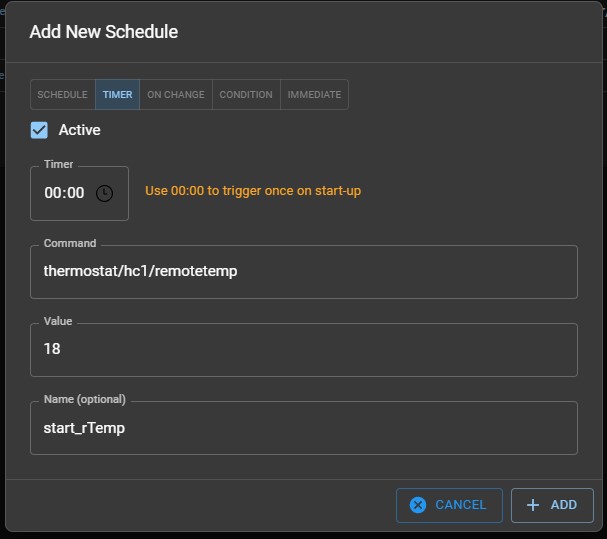 Add New Schedule
SCHEDULE TIMER ON CHANGE CONDITION IMMEDIATE
Active
Timer
00:00 Use 00:00 to trigger once on start-up
Command
thermostat/hc1/remotetemp
Value
18
Name (optional)
start_rTemp
CANCEL ADD